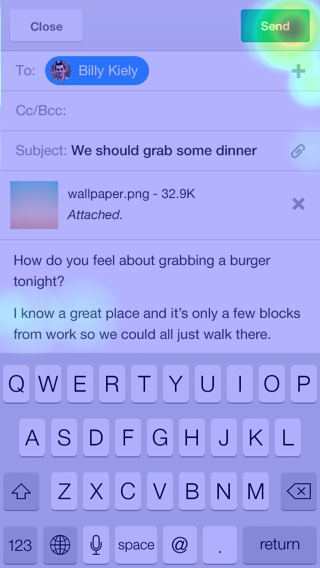 Close
Send
To: Billy Kiely
Cc/Bcc:
Subject: We should grab some dinner
wallpaper.png - 32.9K
Attached.
How do you feel about grabbing a burger
tonight?
I know a great place and it's only a few blocks
from work so we could all just walk there.
Q W E R T Y U I O P
A S D F G H J K L
Z X C V B N M
123 space @ . return